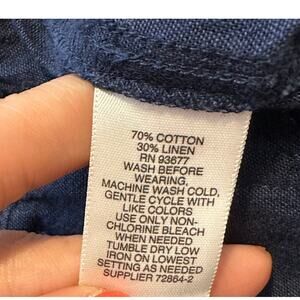 70% COTTON
30% LINEN
RN 93677
WASH BEFORE
WEARING,
MACHINE WASH COLD,
GENTLE CYCLE WITH
LIKE COLORS
USE ONLY NON-
CHLORINE BLEACH
WHEN NEEDED
TUMBLE DRY LOW
IRON ON LOWEST
SETTING AS NEEDED
SUPPLIER 72864-2